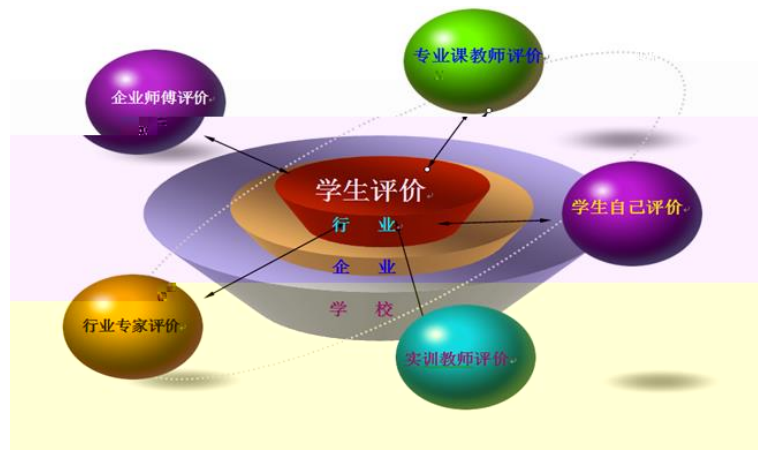 专业课教师评价
企业师傅评价
学生评价
学生自己评价
行 业
企 业
学 校
行业专家评价
实训教师评价